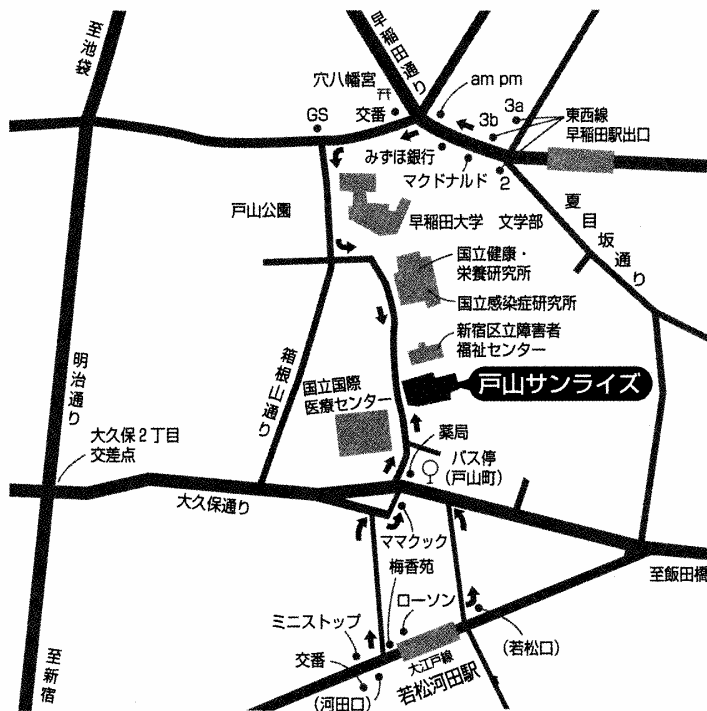 至池袋
早稲田通り
穴八幡宮
am pm
GS
交番
3a
3b
東西線
早稲田駅出口
みずほ銀行
マクドナルド
2
戸山公園
早稲田大学 文学部
夏目坂通り
国立健康・
栄養研究所
国立感染症研究所
新宿区立障害者
福祉センター
明治通り
箱根山通り
国立国際
医療センター
戸山サンライズ
大久保2丁目
交差点
薬局
バス停
(戸山町)
大久保通り
ママクック
梅香苑
至飯田橋
ローソン
ミニストップ
(若松口)
交番
(河田口)
大江戸線
若松河田駅
至新宿